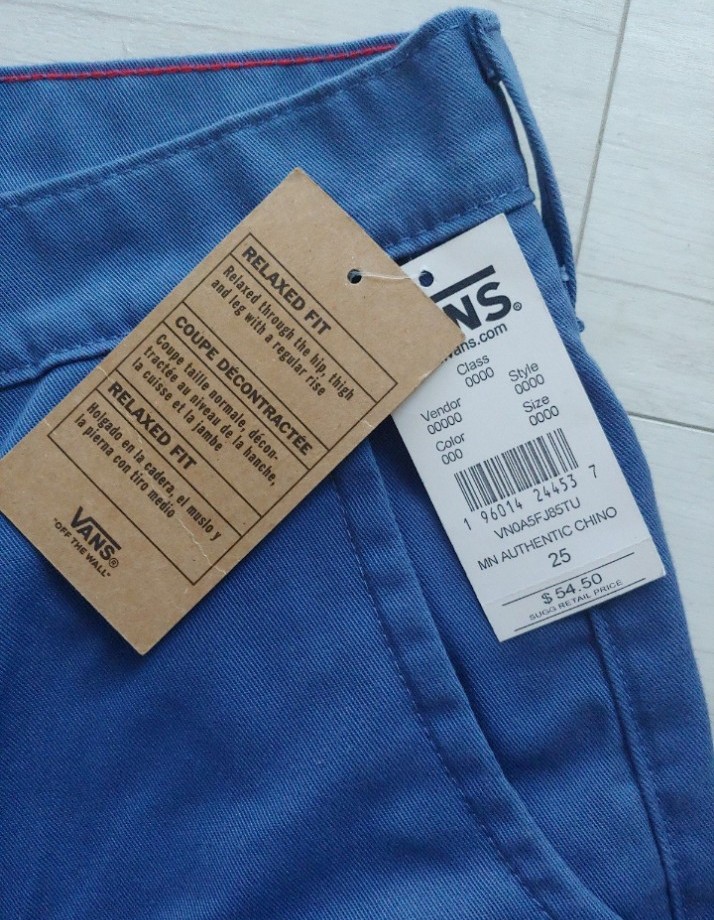 RELAXED FIT
Relaxed through the hip, thigh
and leg with a regular rise
COUPE DÉCONTRACTÉE
Coupe taille normale, décon-
tractée au niveau de la hanche,
la cuisse et la jambe
RELAXED FIT
Holgado en la cadera, el muslo y
la pierna con tiro medio
VANS®
"OFF THE WALL"
NS®
vans.com
Class
0000
Style
0000
Vendor
00000
Size
0000
Color
000
1 96014 24453 7
VN0A5FJ85TU
MN AUTHENTIC CHINO
25
$ 54.50
SUGG RETAIL PRICE